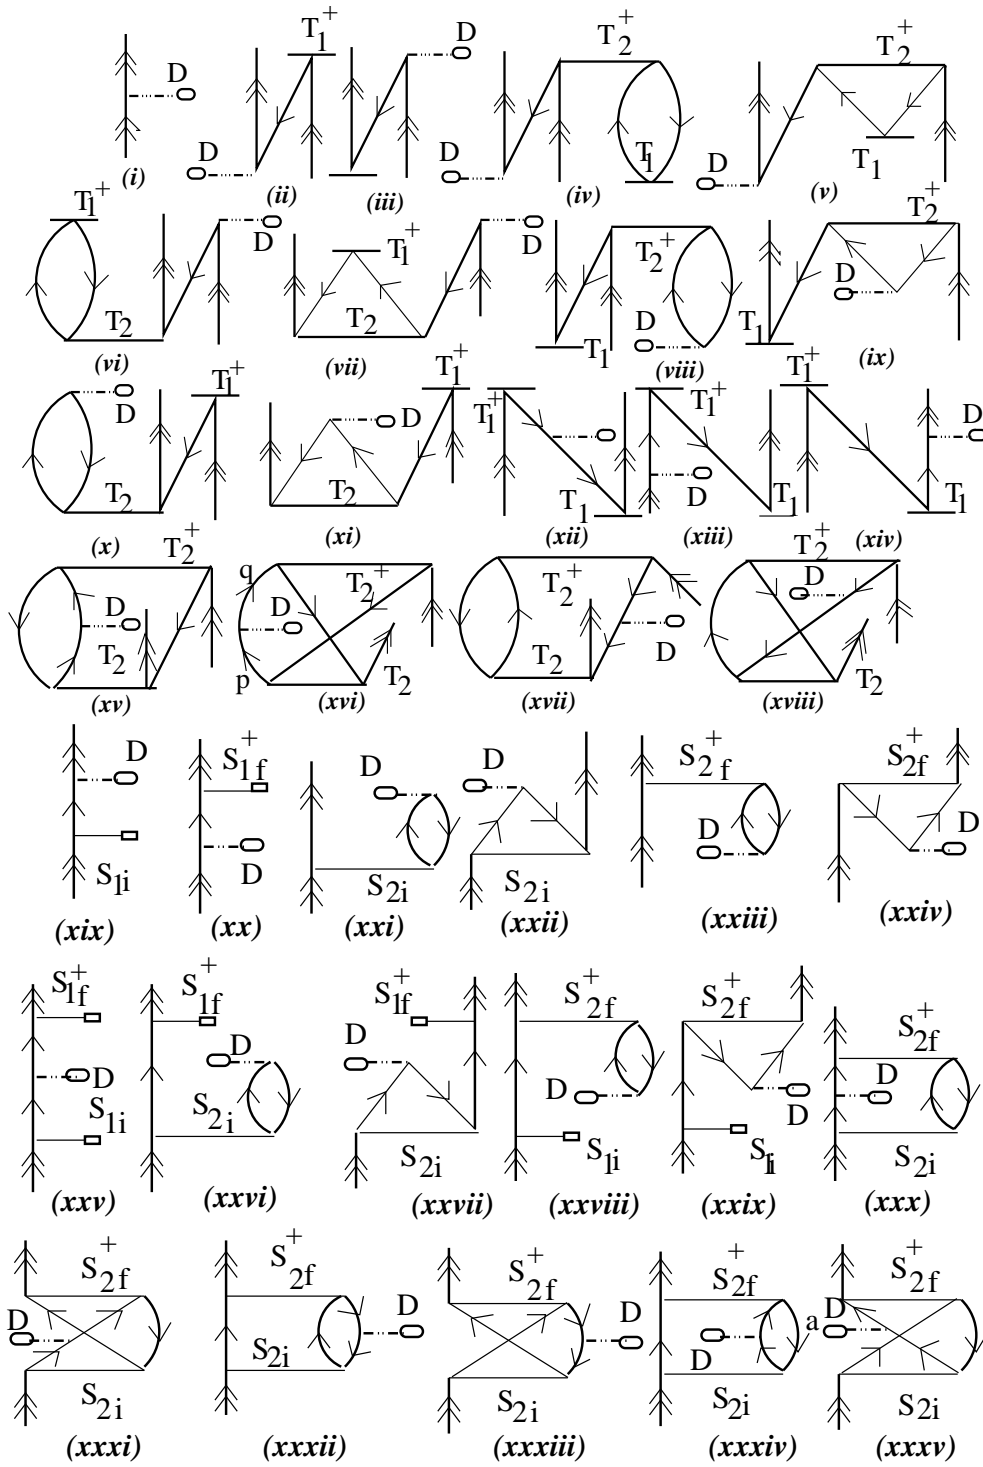 D
(i)
T1+
D
(ii)
D
(iii)
T2+
D
T1
(iv)
T2+
D
T1
(v)
T1+
D
T2
(vi)
T1+
D
T2
(vii)
T2+
D
T1
(viii)
T2+
D
T1
(ix)
D
T1+
T2
(x)
D
T1+
T2
(xi)
T1+
T1
(xii)
T1+
D
T1
(xiii)
T1+
D
T1
(xiv)
T2+
D
T2
(xv)
q
T2+
D
p
T2
(xvi)
T2+
D
T2
(xvii)
T2+
D
T2
(xviii)
D
S1i
(xix)
S1f+
D
(xx)
D
S2i
(xxi)
D
S2i
(xxii)
S2f+
D
(xxiii)
S2f+
D
(xxiv)
S1f+
D
S1i
(xxv)
S1f+
D
S2i
(xxvi)
S1f+
D
S2i
(xxvii)
S2f+
D
S1i
(xxviii)
S2f+
D
S1i
(xxix)
S2f+
D
S2i
(xxx)
S2f+
D
S2i
(xxxi)
S2f+
D
S2i
(xxxii)
S2f+
D
S2i
(xxxiii)
S2f+
a
D
S2i
(xxxiv)
S2f+
D
S2i
(xxxv)